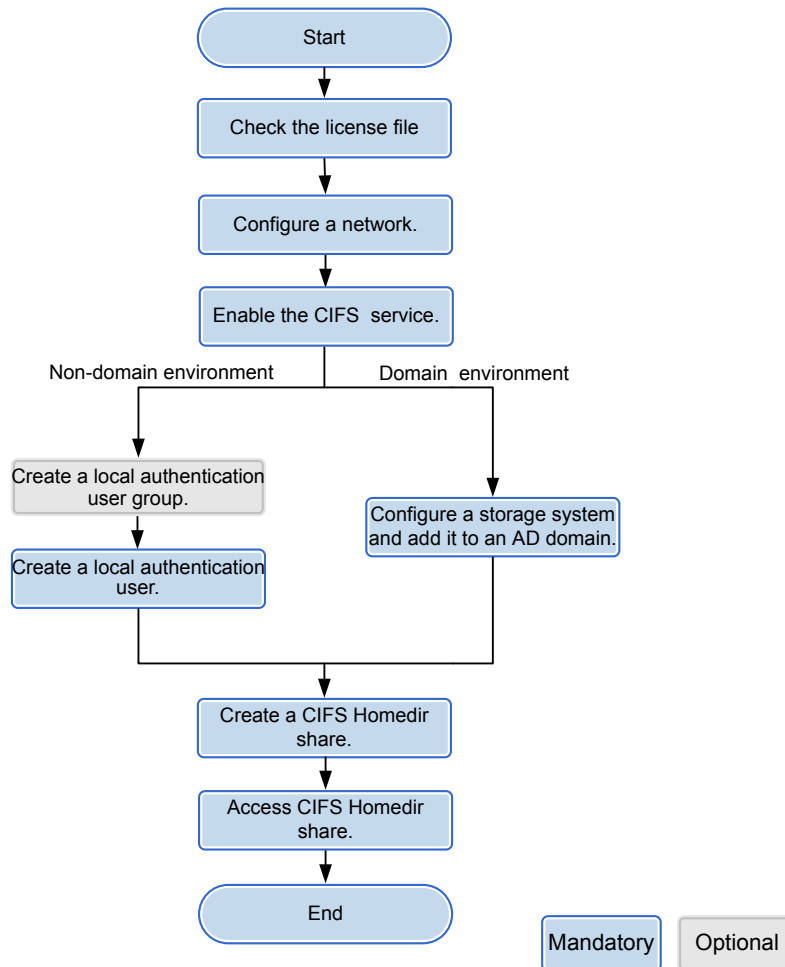 Start
Check the license file
Configure a network.
Enable the CIFS service.
Non-domain environment
Domain environment
Create a local authentication
user group.
Create a local authentication
user.
Configure a storage system
and add it to an AD domain.
Create a CIFS Homedir
share.
Access CIFS Homedir
share.
End
Mandatory
Optional